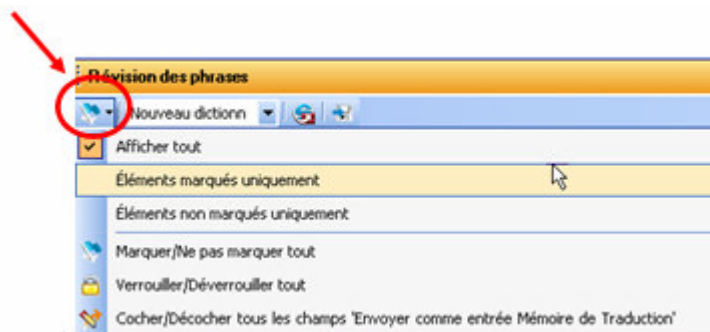 Révision des phrases
Nouveau dictionn
Afficher tout
Éléments marqués uniquement
Éléments non marqués uniquement
Marquer/Ne pas marquer tout
Verrouiller/Déverrouiller tout
Cocher/Décocher tous les champs 'Envoyer comme entrée Mémoire de Traduction'